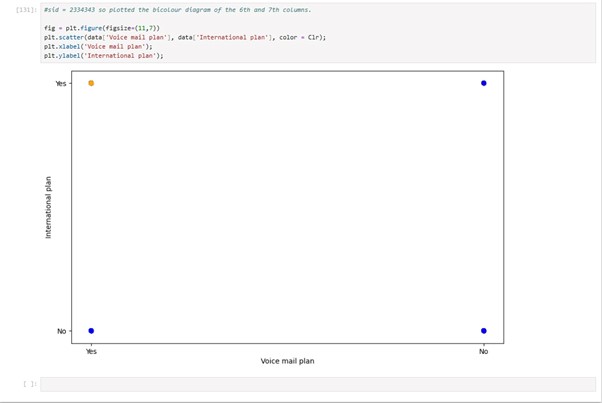 [131]:
#sid = 2334343 so plotted the bicolour diagram of the 6th and 7th columns.
fig = plt.figure(figsize=(11,7))
plt.scatter(data['Voice mail plan'], data['International plan'], color = Clr);
plt.xlabel('Voice mail plan');
plt.ylabel('International plan');
Yes
International plan
No
Yes No
Voice mail plan
[ ]: